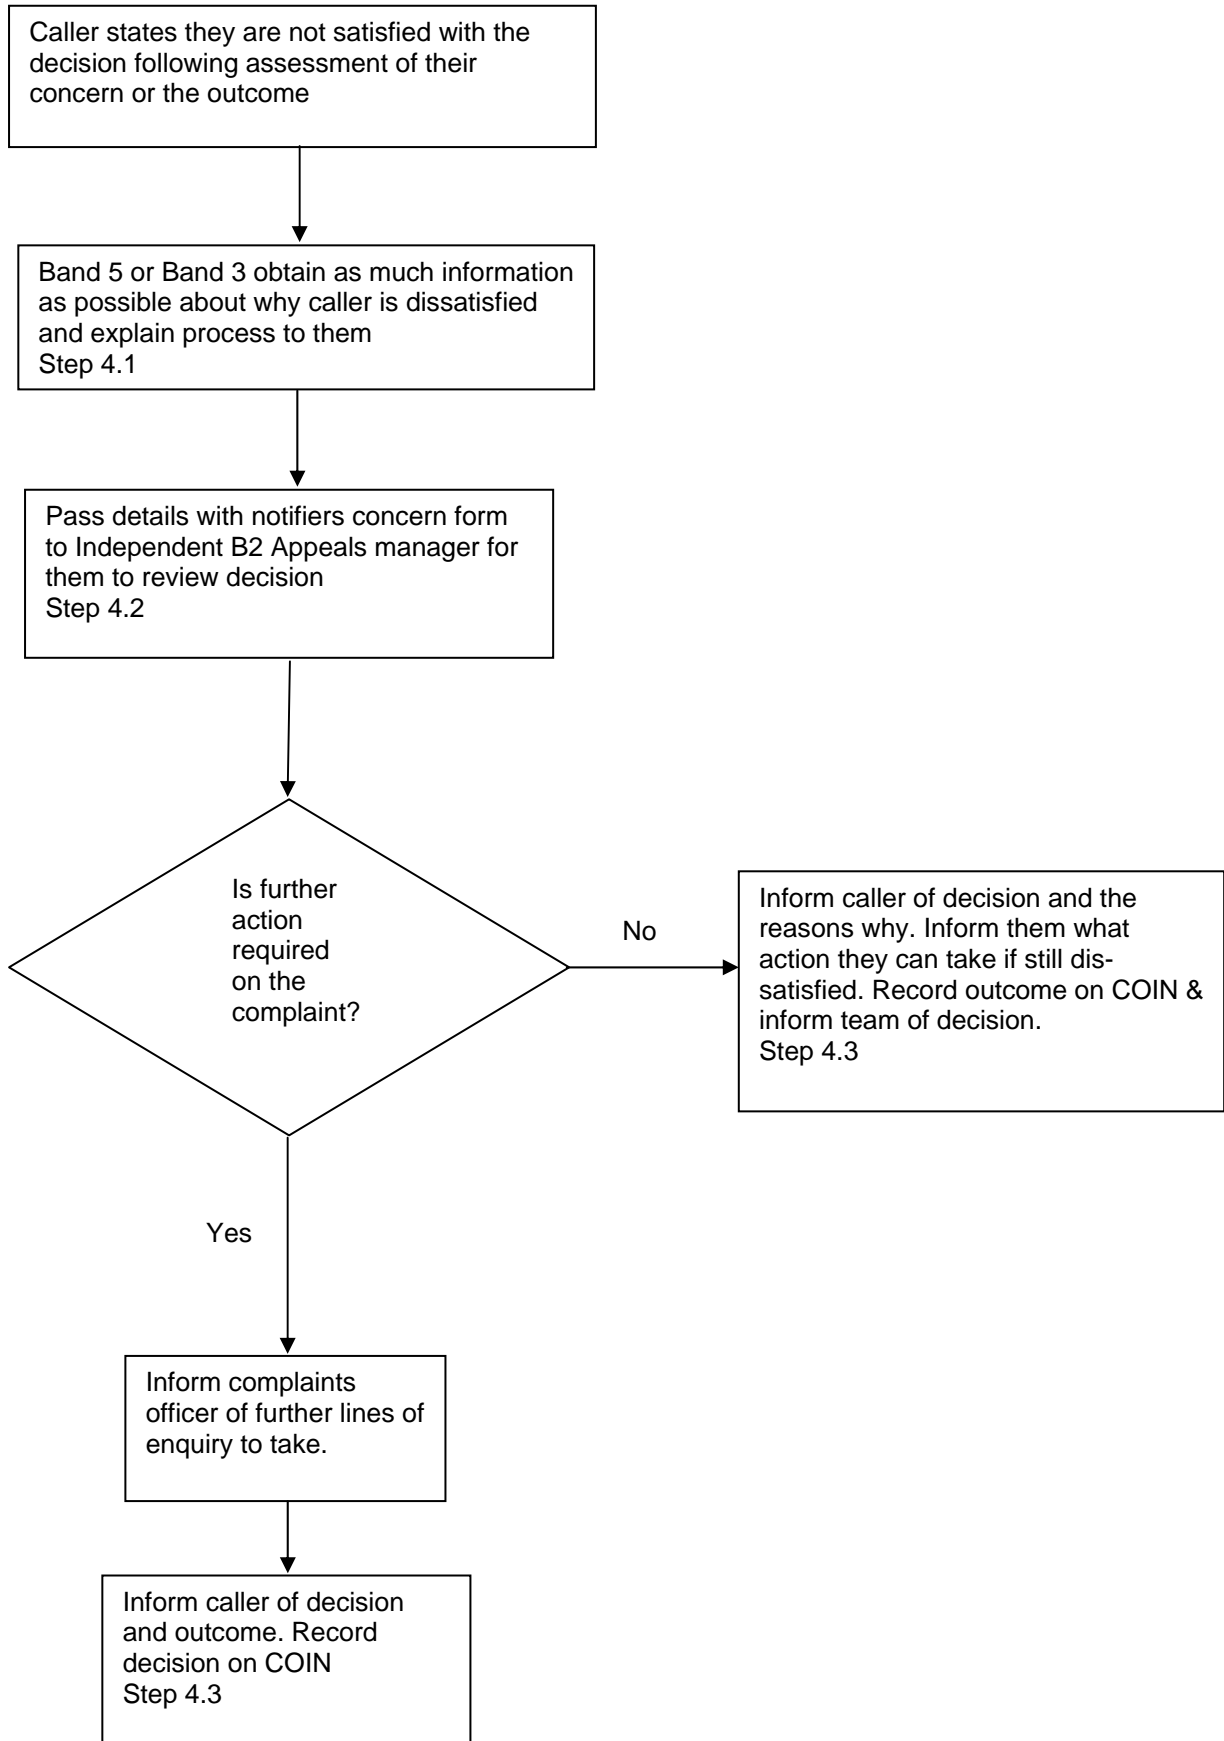 Caller states they are not satisfied with the
decision following assessment of their
concern or the outcome
Band 5 or Band 3 obtain as much information
as possible about why caller is dissatisfied
and explain process to them
Step 4.1
Pass details with notifiers concern form
to Independent B2 Appeals manager for
them to review decision
Step 4.2
Is further
action
required
on the
complaint?
No
Inform caller of decision and the
reasons why. Inform them what
action they can take if still dis-
satisfied. Record outcome on COIN &
inform team of decision.
Step 4.3
Yes
Inform complaints
officer of further lines of
enquiry to take.
Inform caller of decision
and outcome. Record
decision on COIN
Step 4.3